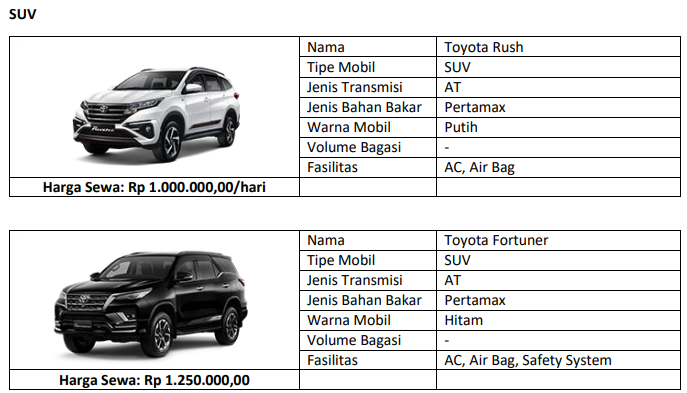 SUV
Nama Toyota Rush
Tipe Mobil SUV
Jenis Transmisi AT
Jenis Bahan Bakar Pertamax
Warna Mobil Putih
Volume Bagasi -
Fasilitas AC, Air Bag
Harga Sewa: Rp 1.000.000,00/hari
Nama Toyota Fortuner
Tipe Mobil SUV
Jenis Transmisi AT
Jenis Bahan Bakar Pertamax
Warna Mobil Hitam
Volume Bagasi -
Fasilitas AC, Air Bag, Safety System
Harga Sewa: Rp 1.250.000,00